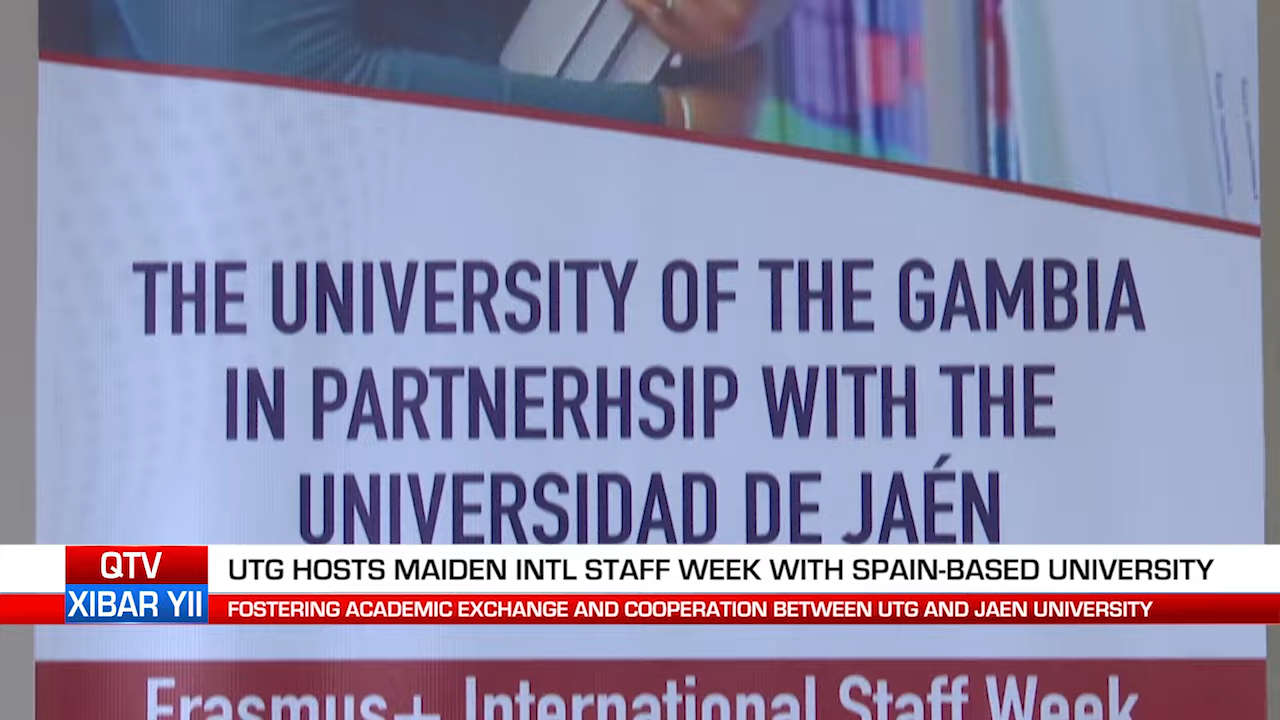 THE UNIVERSITY OF THE GAMBIA
IN PARTNERHSIP WITH THE
UNIVERSIDAD DE JAÉN
QTV
XIBAR YII
UTG HOSTS MAIDEN INTL STAFF WEEK WITH SPAIN-BASED UNIVERSITY
FOSTERING ACADEMIC EXCHANGE AND COOPERATION BETWEEN UTG AND JAEN UNIVERSITY
Erasmus+ International Staff Week